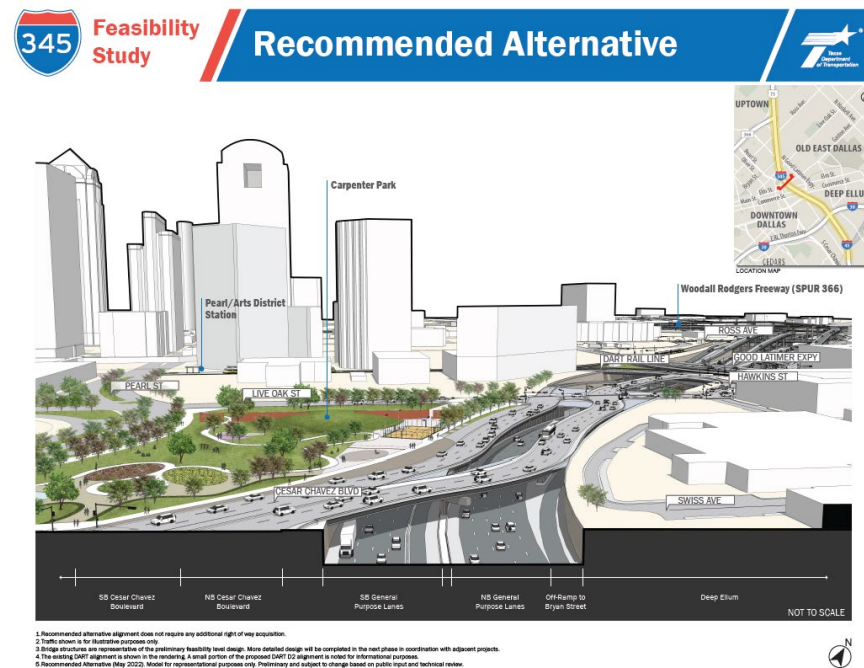 345
Feasibility
Study
Recommended Alternative
Texas
Department
of Transportation
UPTOWN
OLD EAST DALLAS
DEEP ELLU
DOWNTOWN
DALLAS
CEDARS
LOCATION MAP
Carpenter Park
Pearl/Arts District
Station
Woodall Rodgers Freeway (SPUR 366)
ROSS AVE
DART RAIL LINE
GOOD LATIMER EXPY
HAWKINS ST
PEARL ST
LIVE OAK ST
CESAR CHAVEZ BLVD
SWISS AVE
SB Cesar Chavez
Boulevard
NB Cesar Chavez
Boulevard
SB General
Purpose Lanes
NB General
Purpose Lanes
Off-Ramp to
Bryan Street
Deep Ellum
NOT TO SCALE
1. Recommended alternative alignment does not require any additional right of way acquisition.
2. Traffic shown is for illustrative purposes only.
3. Bridge structures are representative of the preliminary feasibility level design. More detailed design will be completed in the next phase in coordination with adjacent projects.
4. The existing DART alignment is shown in the rendering. A small portion of the proposed DART D2 alignment is noted for informational purposes.
5. Recommended Alternative (May 2022). Model for representational purposes only. Preliminary and subject to change based on public input and technical review.
N